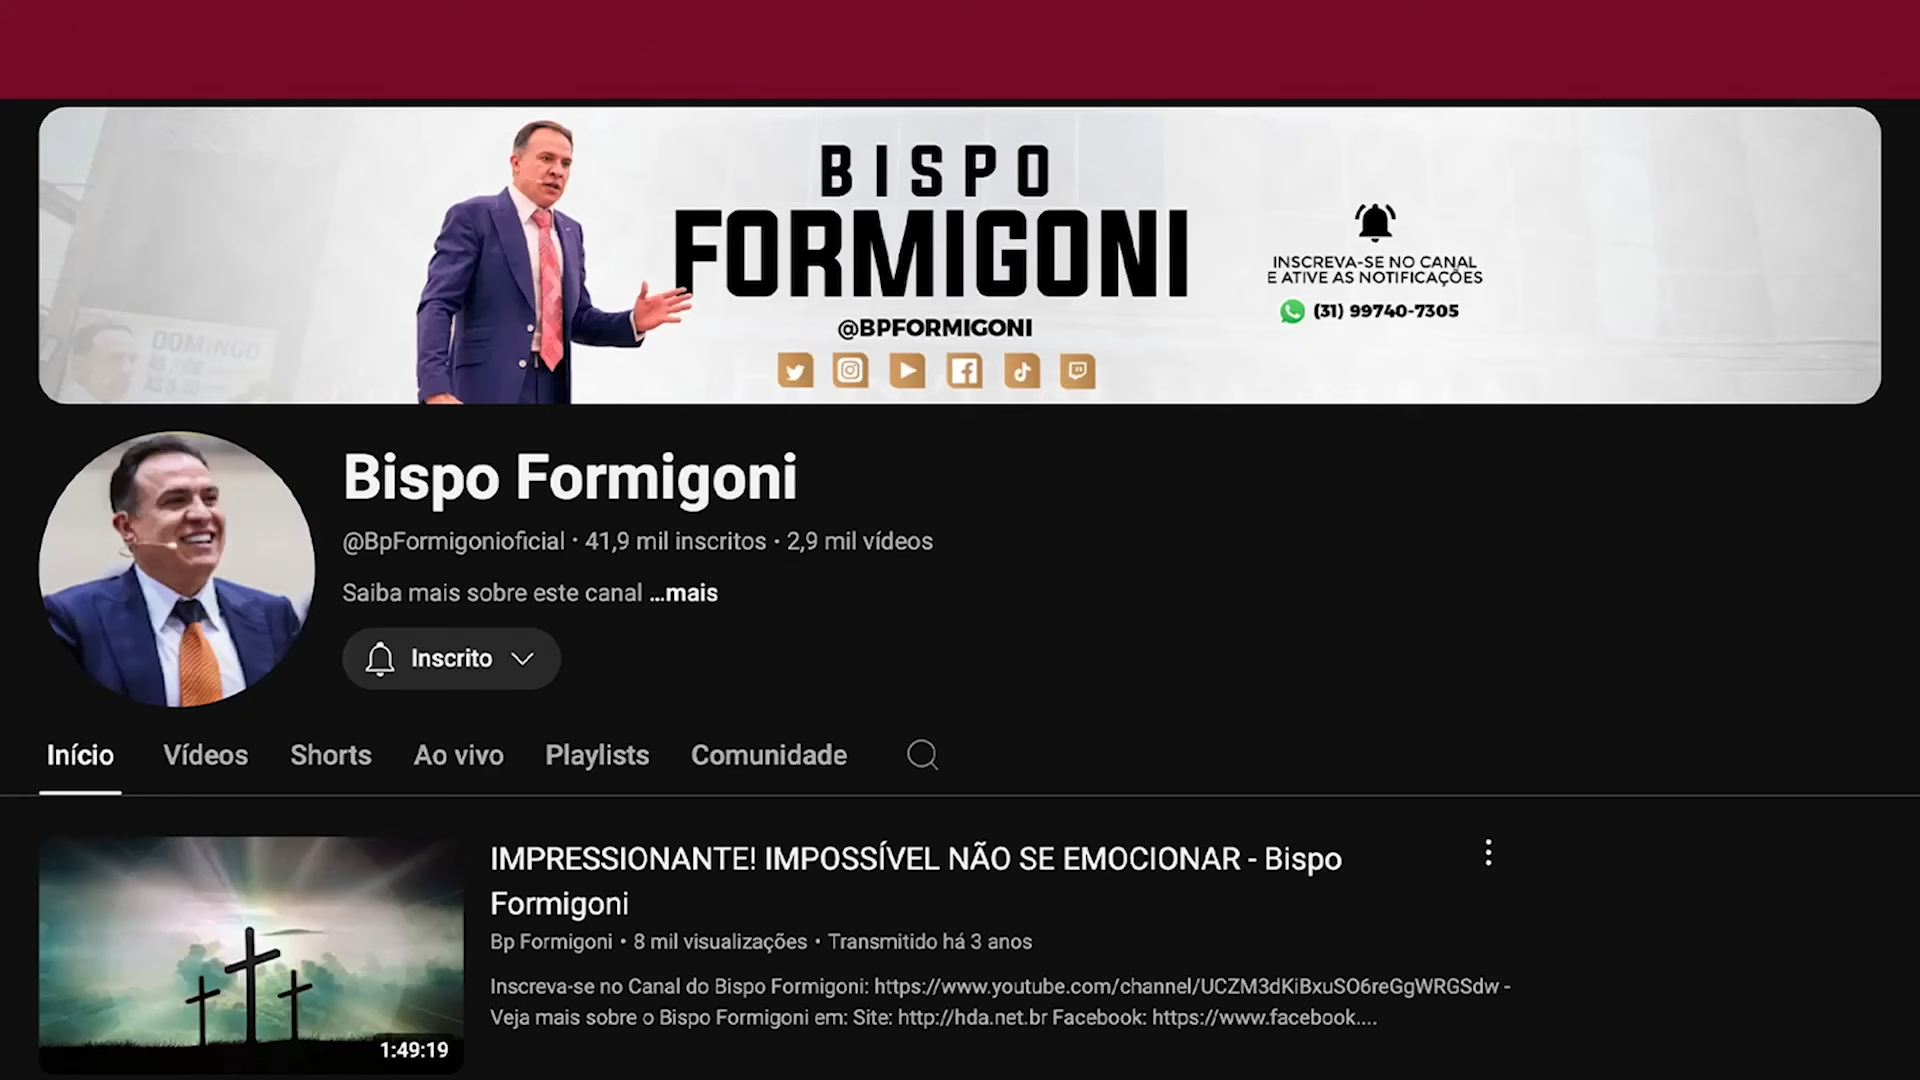 BISPO
FORMIGONI
@BPFORMIGONI
INSCREVA-SE NO CANAL
E ATIVE AS NOTIFICAÇÕES
(31) 99740-7305
DOMINGO
Bispo Formigoni
@BpFormigonioficial • 41,9 mil inscritos • 2,9 mil vídeos
Saiba mais sobre este canal ...mais
Inscrito
Início Vídeos Shorts Ao vivo Playlists Comunidade
IMPRESSIONANTE! IMPOSSÍVEL NÃO SE EMOCIONAR - Bispo
Formigoni
Bp Formigoni • 8 mil visualizações • Transmitido há 3 anos
Inscreva-se no Canal do Bispo Formigoni: https://www.youtube.com/channel/UCZM3dKiBxuSO6reGgWRGSdw -
Veja mais sobre o Bispo Formigoni em: Site: http://hda.net.br Facebook: https://www.facebook....
1:49:19